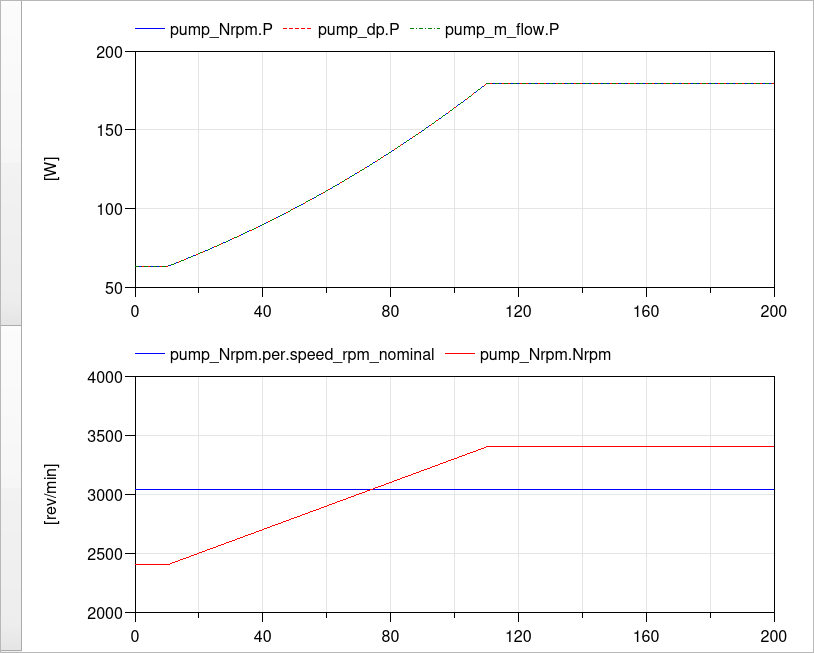 pump_Nrpm.P pump_dp.P pump_m_flow.P
200
150
[W]
100
50
0 40 80 120 160 200
pump_Nrpm.per.speed_rpm_nominal pump_Nrpm.Nrpm
4000
3500
[rev/min]
3000
2500
2000
0 40 80 120 160 200